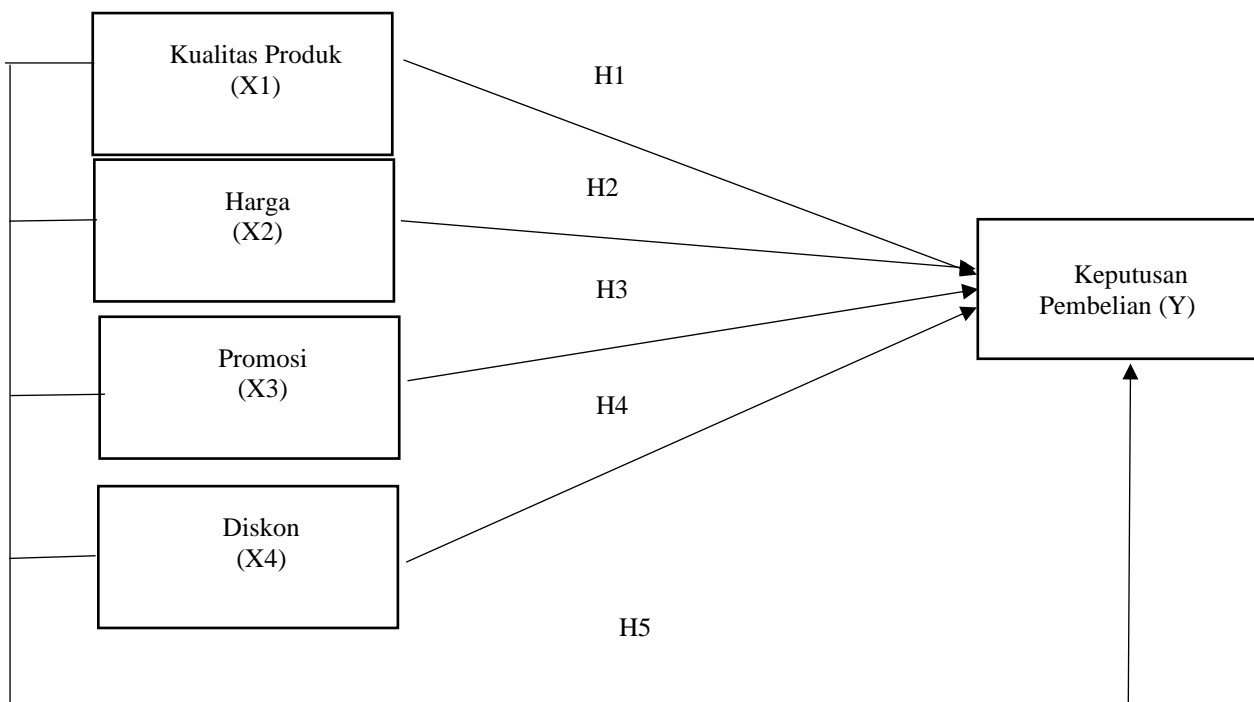 Kualitas Produk
(X1)
H1
Harga
(X2)
H2
Promosi
(X3)
H3
Diskon
(X4)
H4
H5
Keputusan
Pembelian (Y)